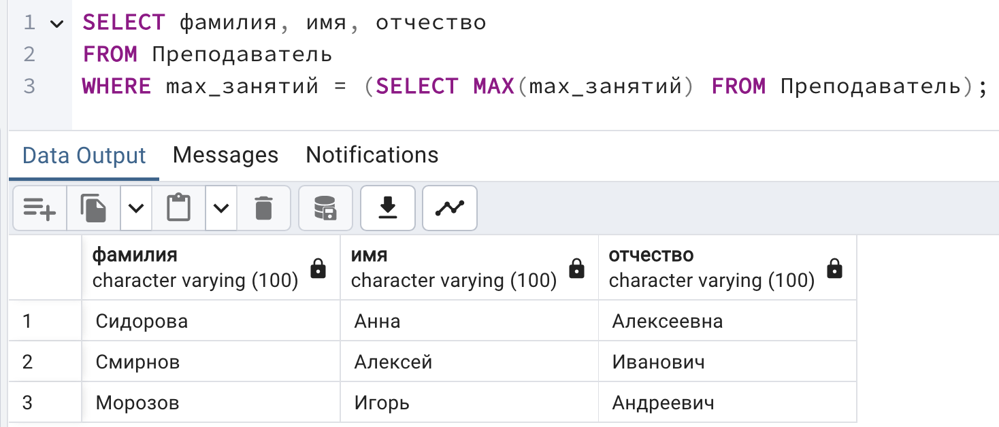 1 SELECT фамилия, имя, отчество
2 FROM Преподаватель
3 WHERE max_занятий = (SELECT MAX(max_занятий) FROM Преподаватель);
Data Output Messages Notifications
фамилия имя отчество
character varying (100) character varying (100) character varying (100)
1 Сидорова Анна Алексеевна
2 Смирнов Алексей Иванович
3 Морозов Игорь Андреевич